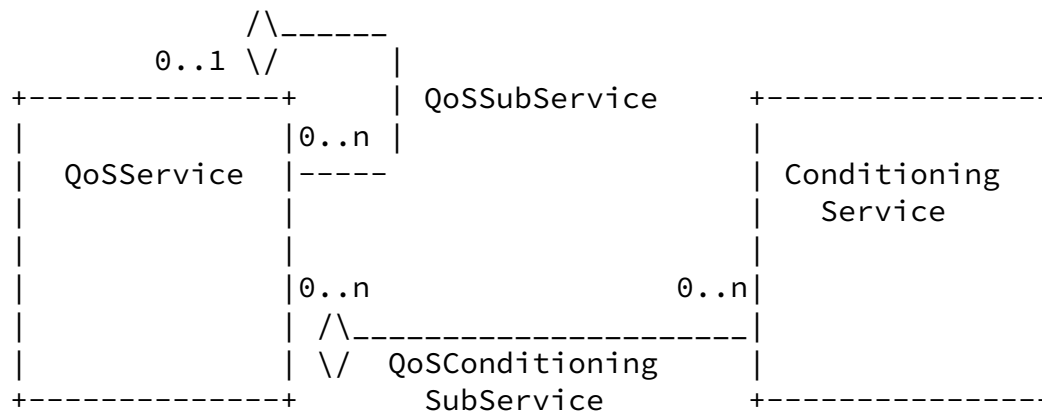 0..1
QoSSubService
0..n
QoSService Conditioning
Service
0..n 0..n
QoSConditioning
SubService